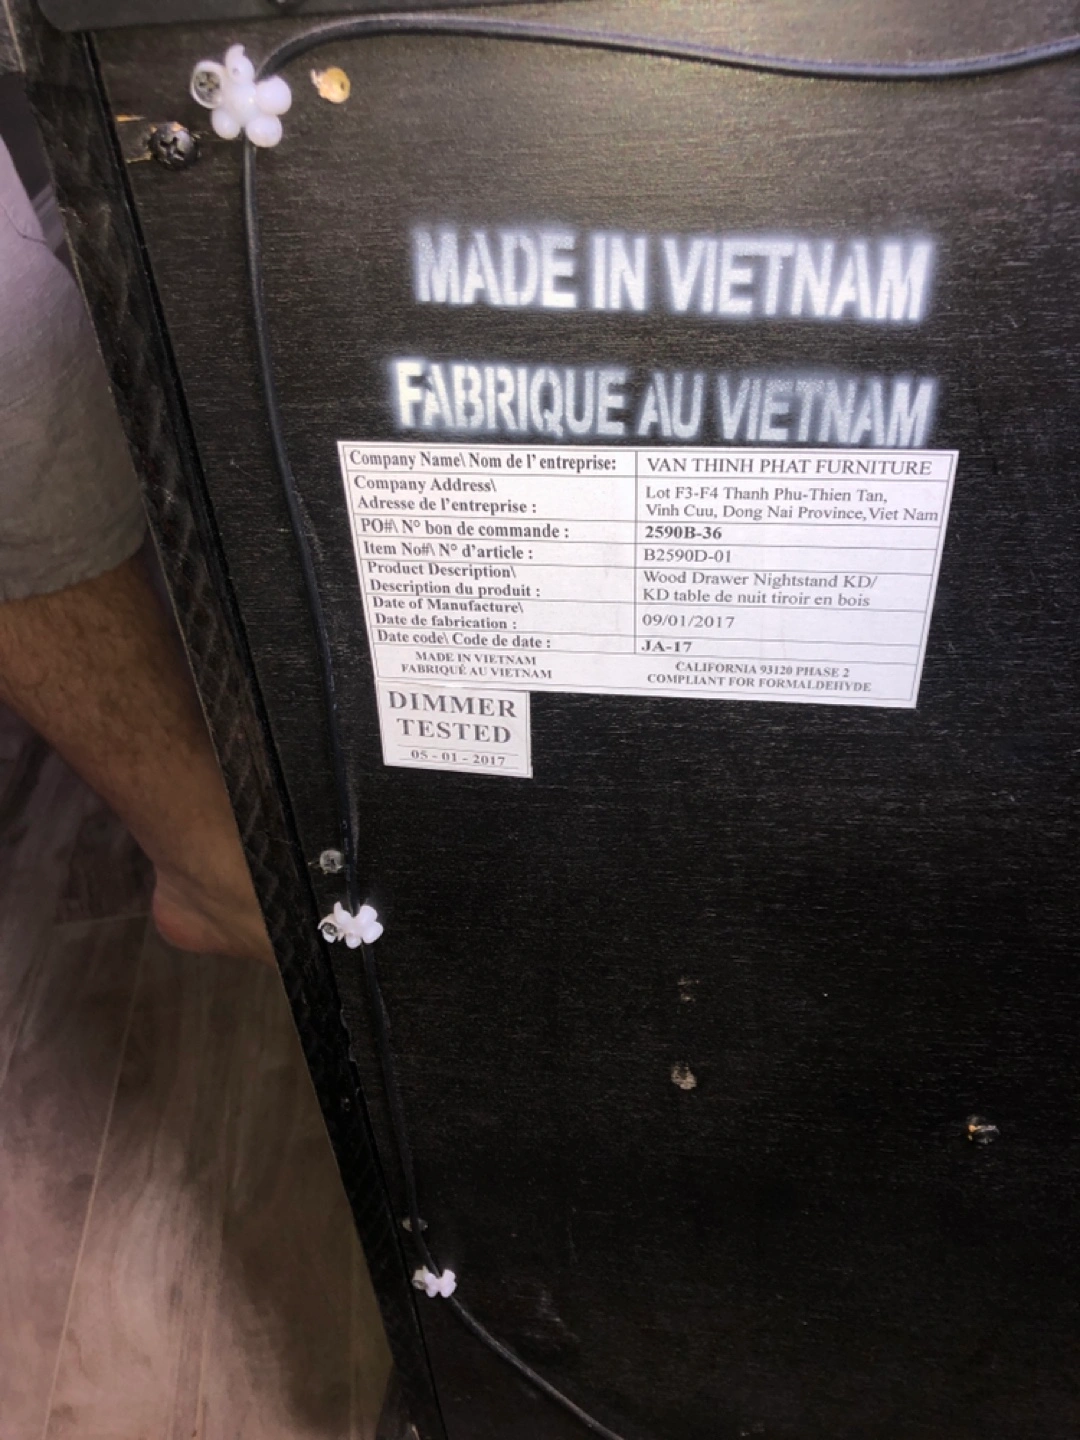 MADE IN VIETNAM
FABRIQUE AU VIETNAM
Company Name\ Nom de l' entreprise: VAN THINH PHAT FURNITURE
Company Address\
Adresse de l'entreprise :
Lot F3-F4 Thanh Phu-Thien Tan,
Vinh Cuu, Dong Nai Province, Viet Nam
PO#\ N° bon de commande : 2590B-36
Item No#\ N° d'article : B2590D-01
Product Description\
Description du produit :
Wood Drawer Nightstand KD/
KD table de nuit tiroir en bois
Date of Manufacture\
Date de fabrication :
09/01/2017
Date code\ Code de date : JA-17
MADE IN VIETNAM
FABRIQUÉ AU VIETNAM
CALIFORNIA 93120 PHASE 2
COMPLIANT FOR FORMALDEHYDE
DIMMER
TESTED
05 - 01 - 2017